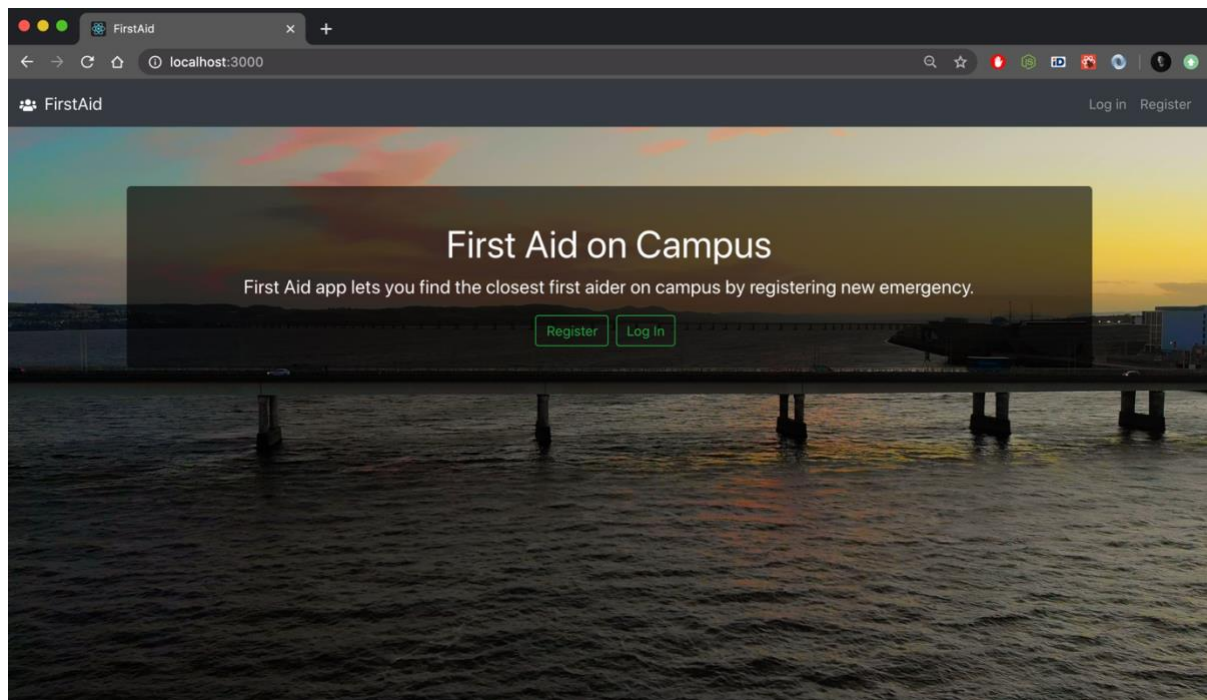 FirstAid
localhost:3000
FirstAid
Log in Register
First Aid on Campus
First Aid app lets you find the closest first aider on campus by registering new emergency.
Register Log In